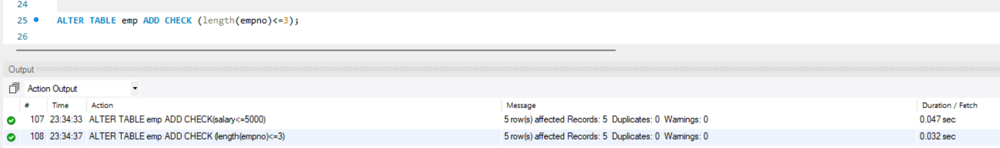 24
25 ALTER TABLE emp ADD CHECK (length(empno)<=3);
26
Output
Action Output
# Time Action Message Duration / Fetch
107 23:34:33 ALTER TABLE emp ADD CHECK(salary<=5000) 5 row(s) affected Records: 5 Duplicates: 0 Warnings: 0 0.047 sec
108 23:34:37 ALTER TABLE emp ADD CHECK (length(empno)<=3) 5 row(s) affected Records: 5 Duplicates: 0 Warnings: 0 0.032 sec